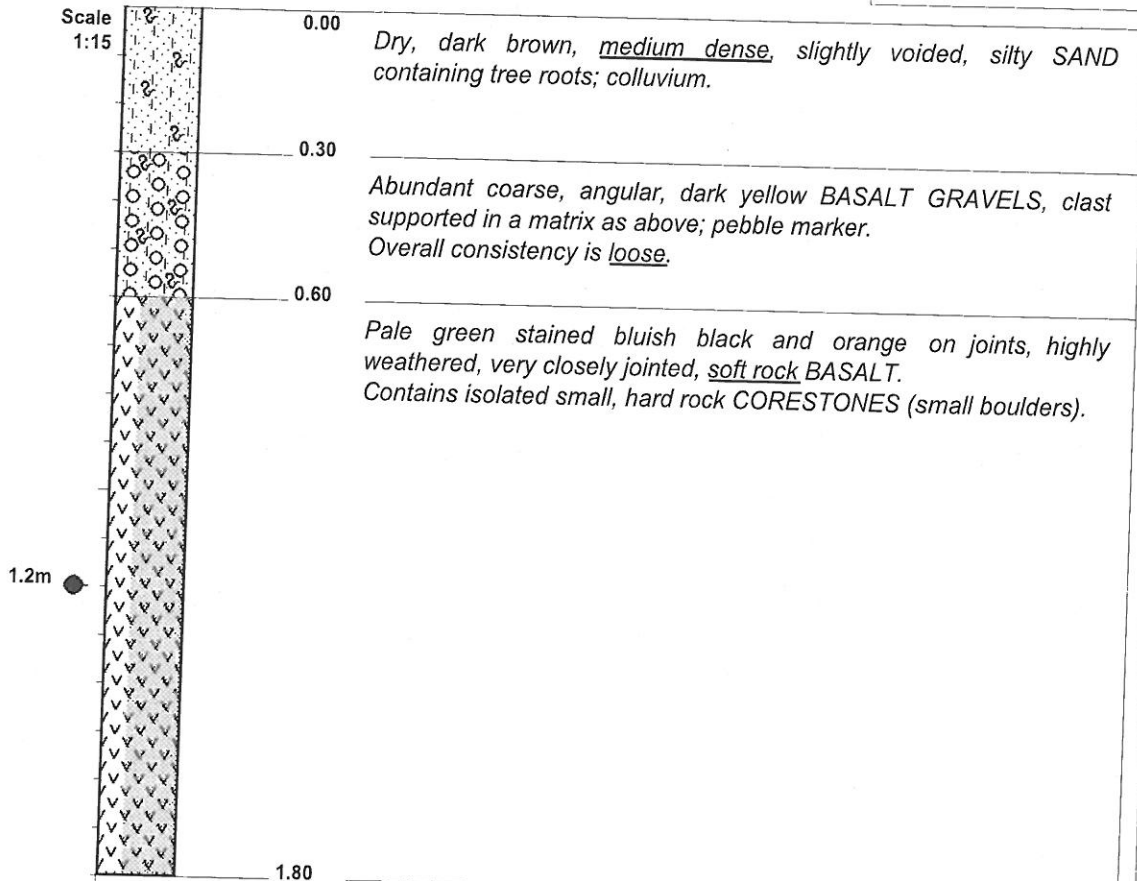 Scale
1:15
0.00
Dry, dark brown, medium dense, slightly voided, silty SAND
containing tree roots; colluvium.
0.30
Abundant coarse, angular, dark yellow BASALT GRAVELS, clast
supported in a matrix as above; pebble marker.
Overall consistency is loose.
0.60
Pale green stained bluish black and orange on joints, highly
weathered, very closely jointed, soft rock BASALT.
Contains isolated small, hard rock CORESTONES (small boulders).
1.2m
1.80